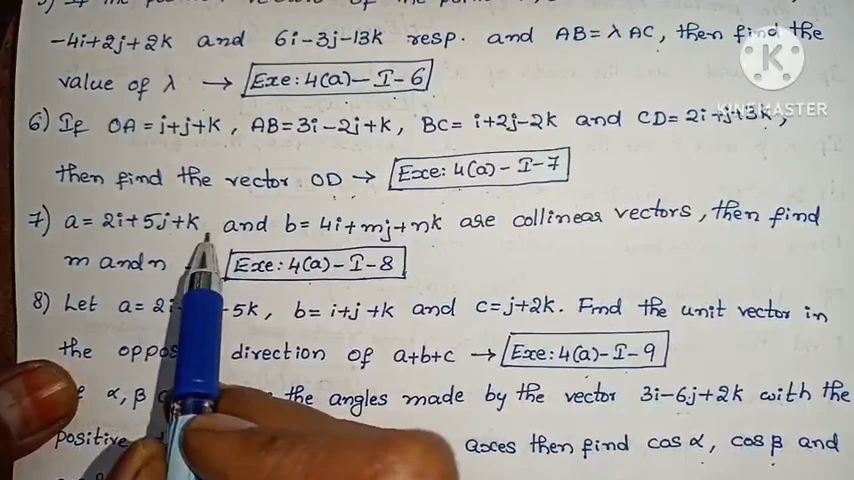 -4i+2j+2k and 6i-3j-13k resp. and AB=λ AC, then find the
value of λ → Exe: 4(a)-I-6
KINEMASTER
6) If OA=i+j+k, AB=3i-2j+k, BC=i+2j-2k and CD=2i+j+3k,
then find the vector OD → Exe: 4(a)-I-7
7) a=2i+5j+k and b=4i+mj+nk are collinear vectors, then find
m and n Exe: 4(a)-I-8
8) Let a=2i -5k, b=i+j+k and c=j+2k. Find the unit vector in
the direction of a+b+c → Exe: 4(a)-I-9
α, β the angles made by the vector 3i-6j+2k with the
positive axes then find cosα, cosβ and